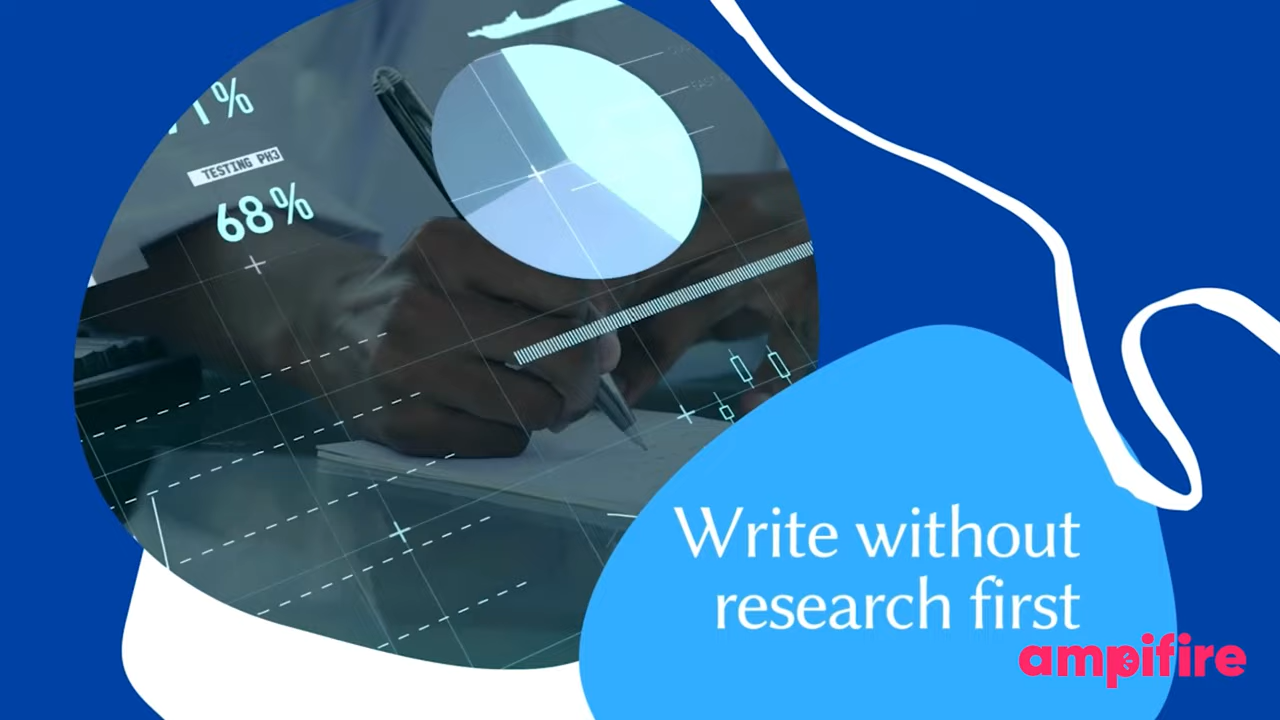 TESTING PH3
68%
Write without
research first
ampifire